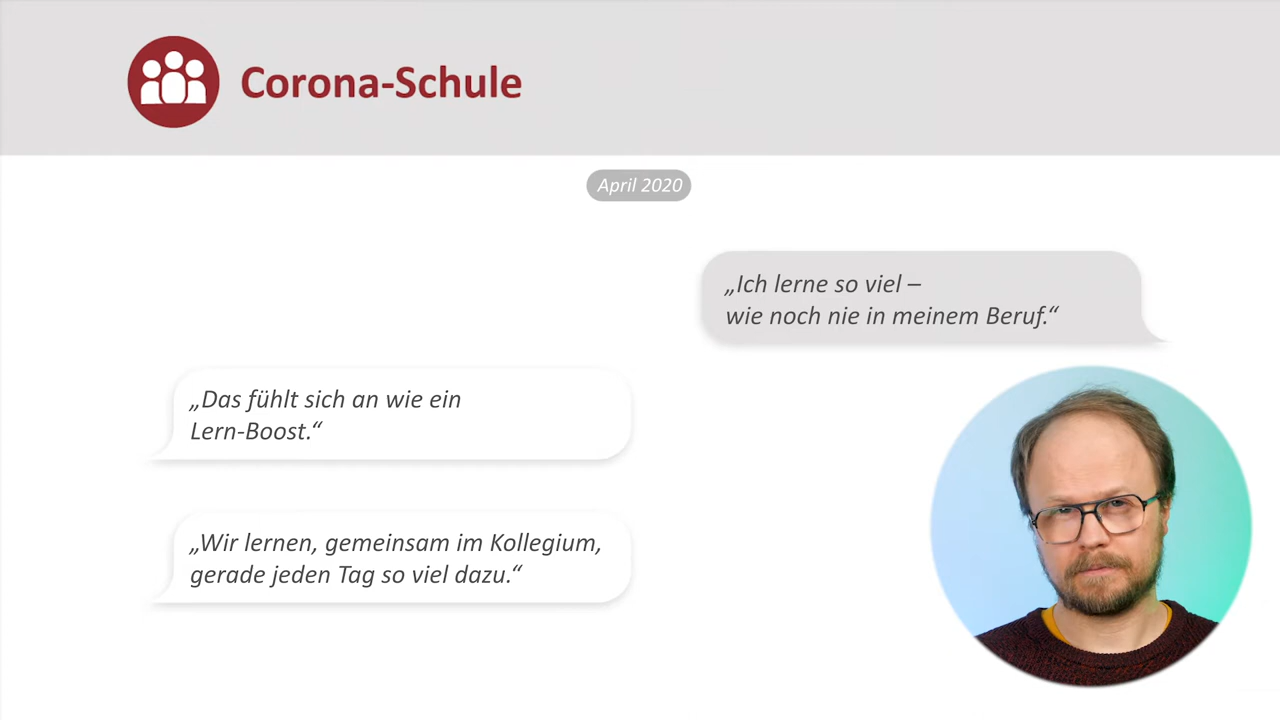 Corona-Schule
April 2020
„Ich lerne so viel –
wie noch nie in meinem Beruf.“
„Das fühlt sich an wie ein
Lern-Boost.“
„Wir lernen, gemeinsam im Kollegium,
gerade jeden Tag so viel dazu.“